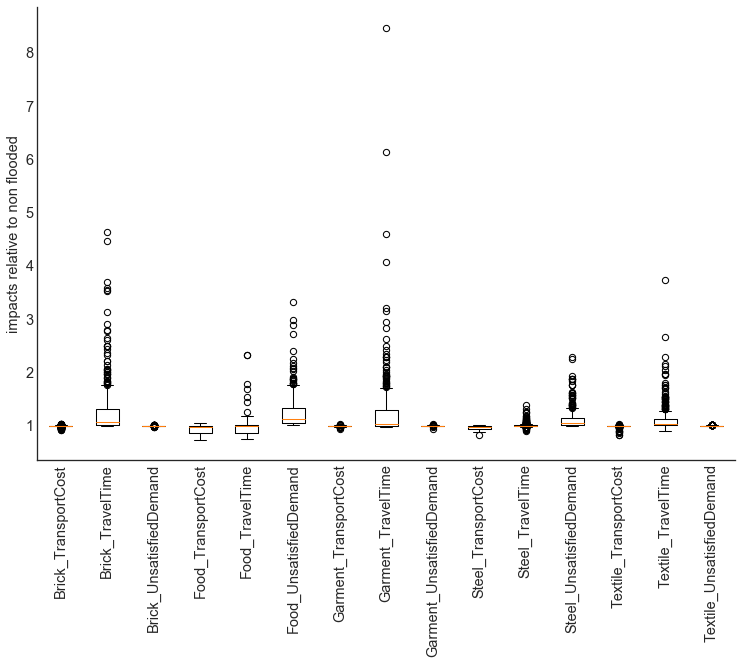 8
7
6
5
4
3
2
1
impacts relative to non flooded
Brick_TransportCost
Brick_TravelTime
Brick_UnsatisfiedDemand
Food_TransportCost
Food_TravelTime
Food_UnsatisfiedDemand
Garment_TransportCost
Garment_TravelTime
Garment_UnsatisfiedDemand
Steel_TransportCost
Steel_TravelTime
Steel_UnsatisfiedDemand
Textile_TransportCost
Textile_TravelTime
Textile_UnsatisfiedDemand